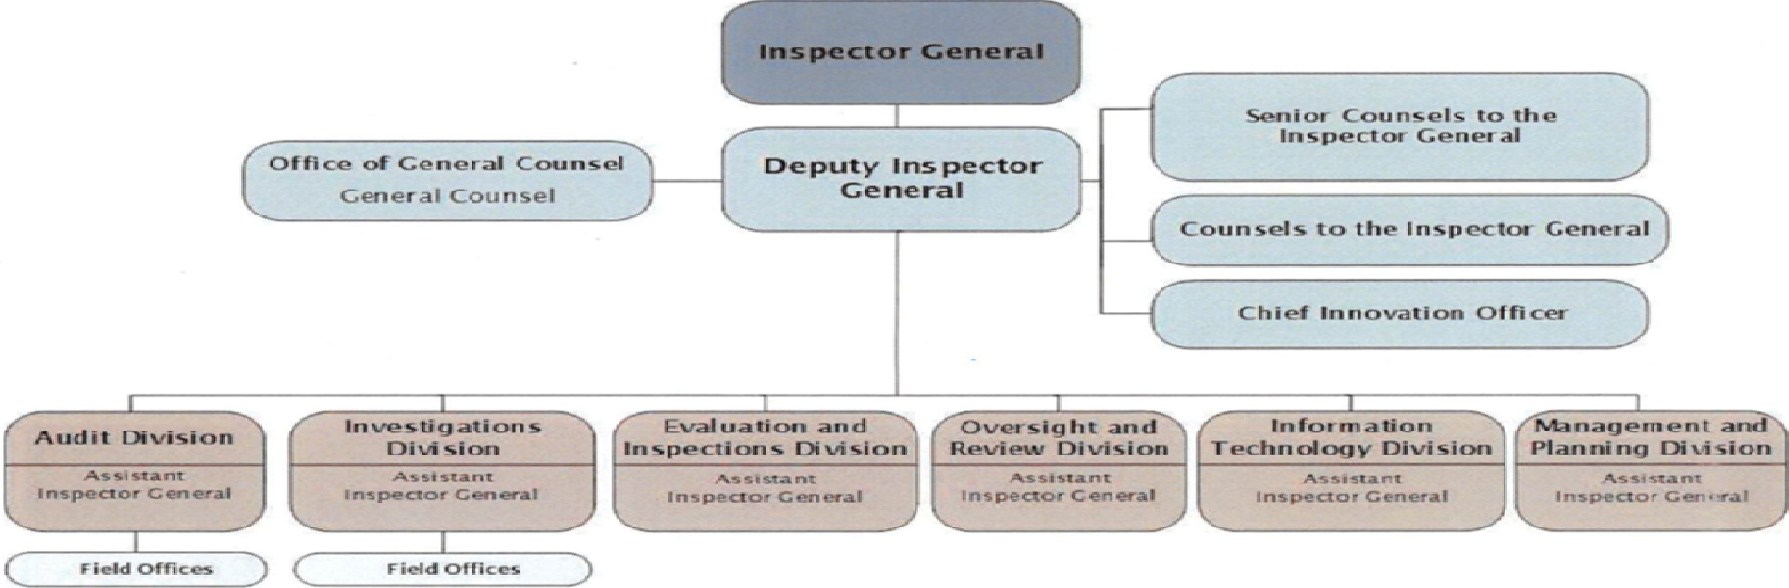 Inspector General
Senior Counsels to the
Inspector General
Office of General Counsel
General Counsel
Deputy Inspector
General
Counsels to the Inspector General
Chief Innovation Officer
Audit Division
Assistant
Inspector General
Field Offices
Investigations
Division
Assistant
Inspector General
Field Offices
Evaluation and
Inspections Division
Assistant
Inspector General
Oversight and
Review Division
Assistant
Inspector General
Information
Technology Division
Assistant
Inspector General
Management and
Planning Division
Assistant
Inspector General